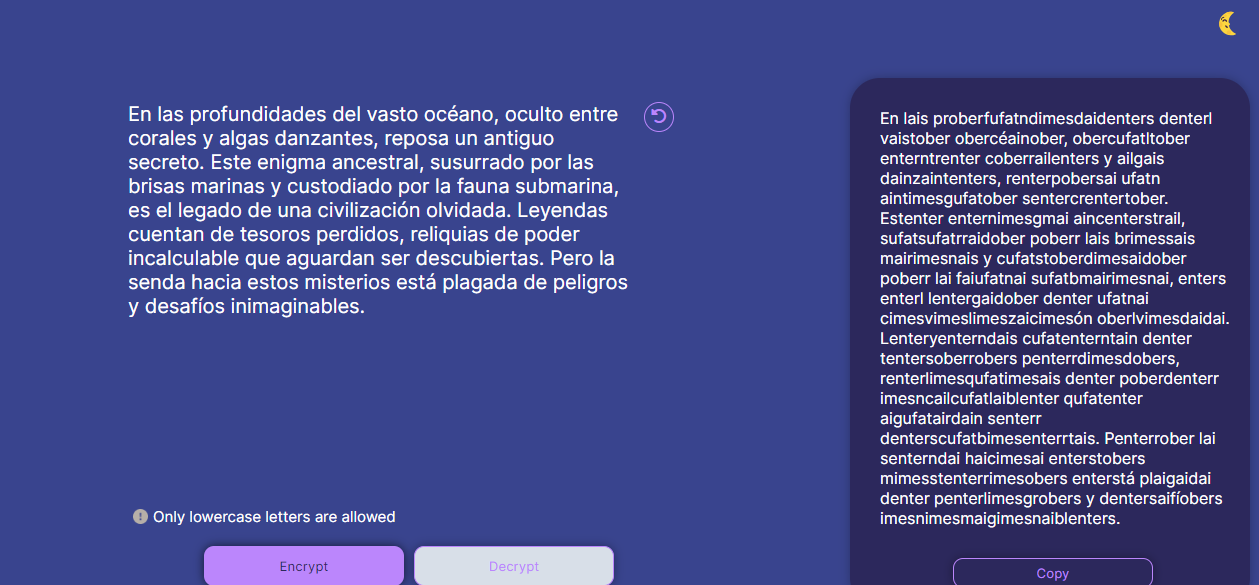 En las profundidades del vasto océano, oculto entre
corales y algas danzantes, reposa un antiguo
secreto. Este enigma ancestral, susurrado por las
brisas marinas y custodiado por la fauna submarina,
es el legado de una civilización olvidada. Leyendas
cuentan de tesoros perdidos, reliquias de poder
incalculable que aguardan ser descubiertas. Pero la
senda hacia estos misterios está plagada de peligros
y desafíos inimaginables.
Only lowercase letters are allowed
Encrypt
Decrypt
En lais proberfufatndimesdaidenters denterl
vaistober obercéainober, obercufatltober
enterntrenter coberrailenters y ailgais
dainzaintenters, renterpobersai ufatn
aintimesgufatober sentercrentertober.
Estenter enternimesgmai aincenterstrail,
sufatsufatrraidober poberr lais brimessais
mairimesnais y cufatstoberdimesaidober
poberr lai faiufatnai sufatbmairimesnai, enters
enterl lentergaidober denter ufatnai
cimesvimeslimeszaicimesón oberlvimesdaidai.
Lenteryenterndais cufatenterntain denter
tentersoberrobers penterrdimesdobers,
renterlimesqufatimesais denter poberdenterr
imesncailcufatlaiblenter qufatenter
aigufatairdain senterr
denterscufatbimesenterrtais. Penterrober lai
senterndai haicimesai enterstobers
mimesstenterrimesobers enterstá plaigaidai
denter penterlimesgrobers y dentersaifíobers
imesnimesmaigimesnaiblenters.
Copy